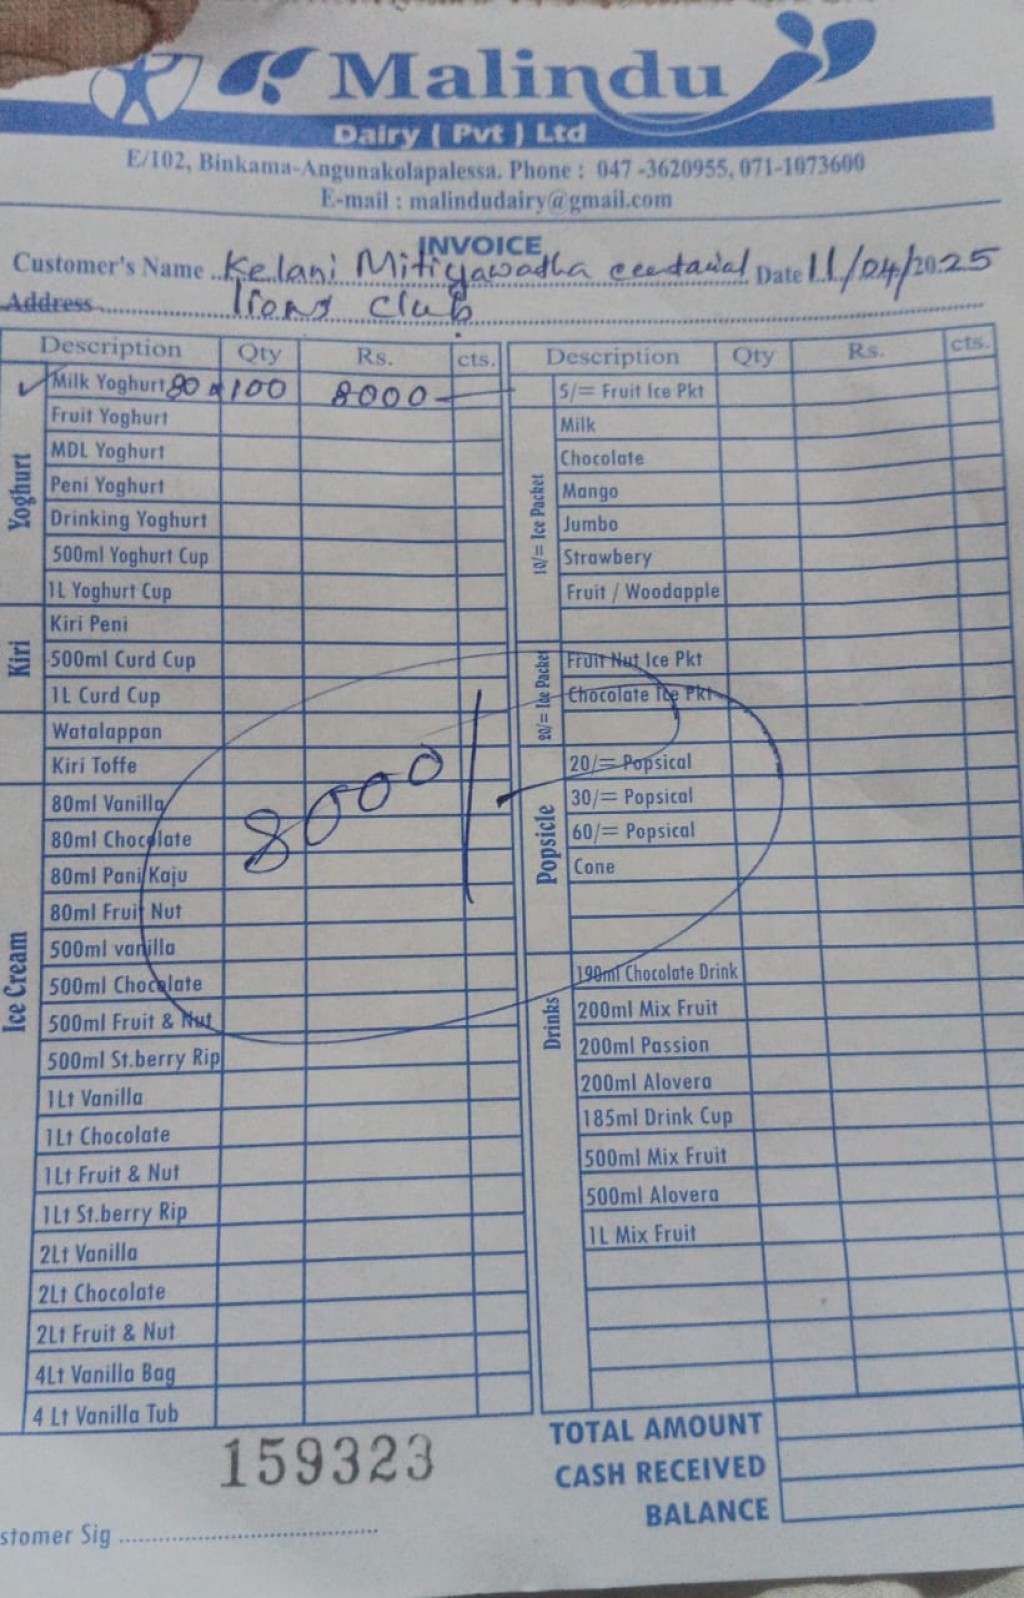 Malindu
Dairy ( Pvt ) Ltd
E/102, Binkama-Angunakolapalessa. Phone : 047 -3620955, 071-1073600
E-mail : malindudairy@gmail.com
INVOICE
Customer's Name Kelani Mitiyawatha Date 11/04/2025
Address lions club
Description Qty Rs. cts.
Yoghurt
Milk Yoghurt 80 x 100 8000 —
Fruit Yoghurt
MDL Yoghurt
Peni Yoghurt
Drinking Yoghurt
500ml Yoghurt Cup
1L Yoghurt Cup
Kiri
Kiri Peni
500ml Curd Cup
1L Curd Cup
Watalappan
Kiri Toffe
Ice Cream
80ml Vanilla
80ml Chocolate
80ml Pani Kaju
80ml Fruit Nut
500ml vanilla
500ml Chocolate
500ml Fruit & Nut
500ml St.berry Rip
1Lt Vanilla
1Lt Chocolate
1Lt Fruit & Nut
1Lt St.berry Rip
2Lt Vanilla
2Lt Chocolate
2Lt Fruit & Nut
4Lt Vanilla Bag
4 Lt Vanilla Tub
8000/-
Description Qty Rs. cts.
5/= Fruit Ice Pkt
10/= Ice Packet
Milk
Chocolate
Mango
Jumbo
Strawbery
Fruit / Woodapple
20/= Ice Packet
Fruit Nut Ice Pkt
Chocolate Ice Pkt
Popsicle
20/= Popsical
30/= Popsical
60/= Popsical
Cone
Drinks
190ml Chocolate Drink
200ml Mix Fruit
200ml Passion
200ml Alovera
185ml Drink Cup
500ml Mix Fruit
500ml Alovera
1L Mix Fruit
TOTAL AMOUNT
CASH RECEIVED
BALANCE
159323
stomer Sig